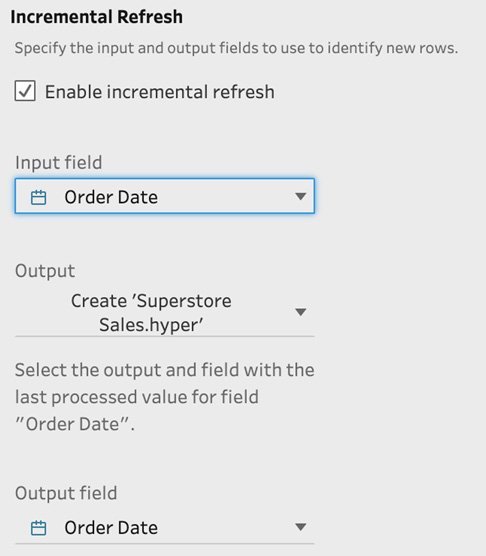 Incremental Refresh
Specify the input and output fields to use to identify new rows.
Enable incremental refresh
Input field
Order Date
Output
Create 'Superstore
Sales.hyper'
Select the output and field with the
last processed value for field
"Order Date".
Output field
Order Date